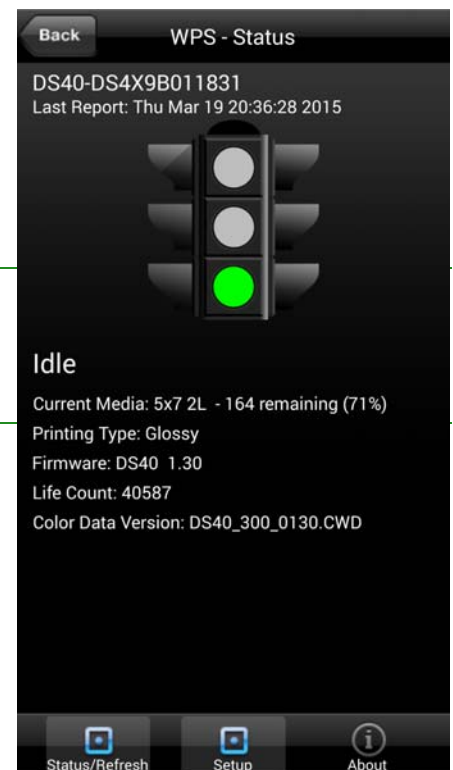 Back
WPS - Status
DS40-DS4X9B011831
Last Report: Thu Mar 19 20:36:28 2015
Idle
Current Media: 5x7 2L - 164 remaining (71%)
Printing Type: Glossy
Firmware: DS40 1.30
Life Count: 40587
Color Data Version: DS40_300_0130.CWD
Status/Refresh
Setup
About